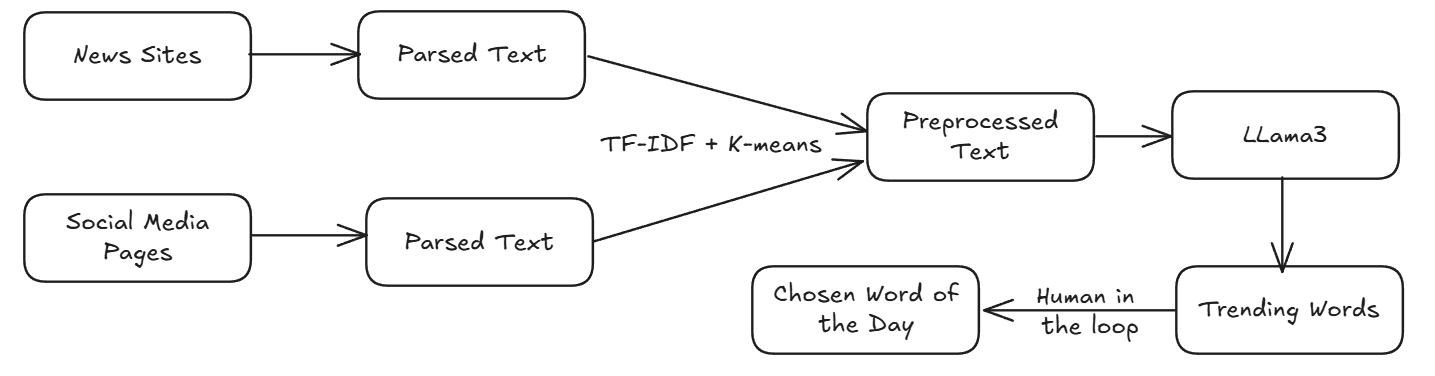 News Sites
Parsed Text
TF-IDF + K-means
Social Media
Pages
Parsed Text
Preprocessed
Text
LLama3
Trending Words
Human in
the loop
Chosen Word of
the Day